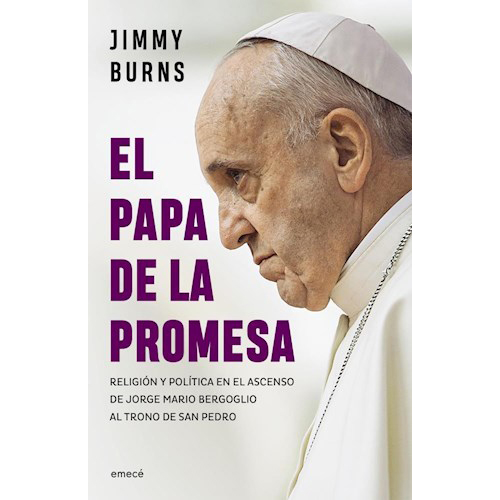 JIMMY
BURNS
EL
PAPA
DE LA
PROMESA
RELIGIÓN Y POLÍTICA EN EL ASCENSO
DE JORGE MARIO BERGOGLIO
AL TRONO DE SAN PEDRO
emecé